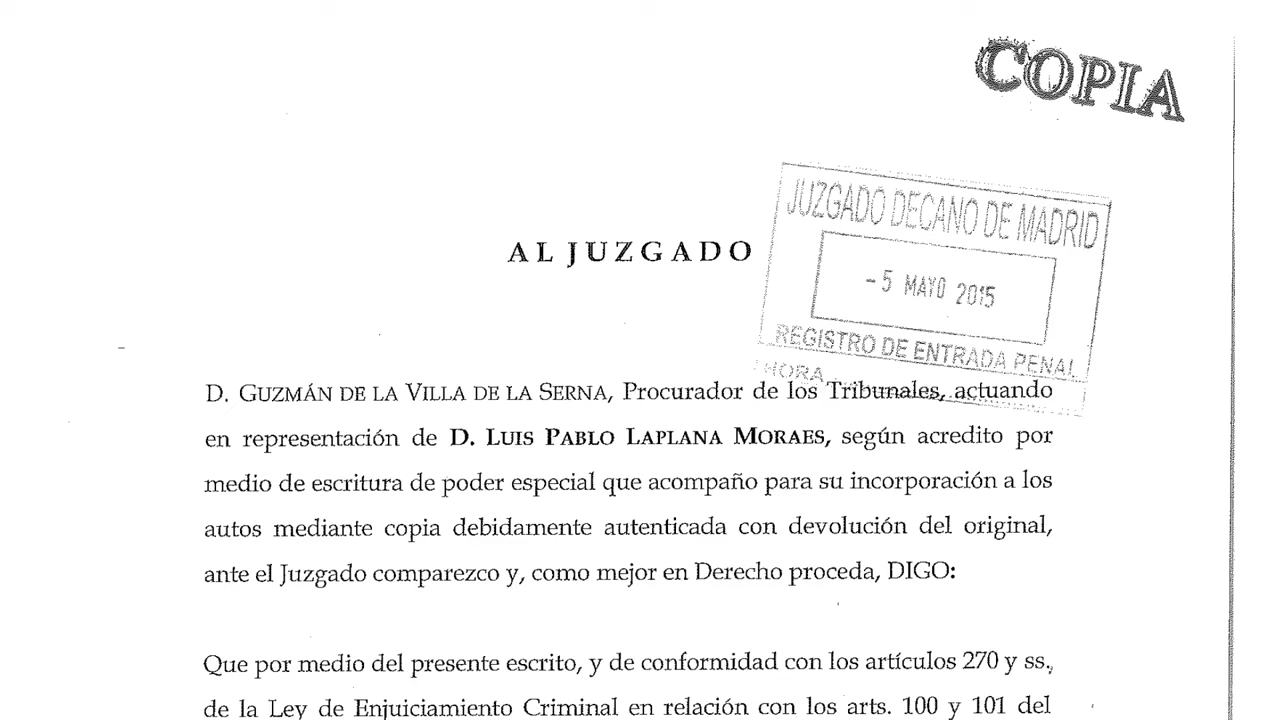 COPIA
JUZGADO DECANO DE MADRID
- 5 MAYO 2015
REGISTRO DE ENTRADA PENAL
HORA
AL JUZGADO
D. GUZMÁN DE LA VILLA DE LA SERNA, Procurador de los Tribunales, actuando
en representación de D. LUIS PABLO LAPLANA MORAES, según acredito por
medio de escritura de poder especial que acompaño para su incorporación a los
autos mediante copia debidamente autenticada con devolución del original,
ante el Juzgado comparezco y, como mejor en Derecho proceda, DIGO:
Que por medio del presente escrito, y de conformidad con los artículos 270 y ss.,
de la Ley de Enjuiciamiento Criminal en relación con los arts. 100 y 101 del